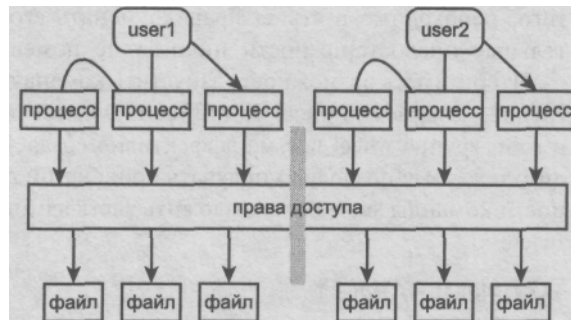 user1 user2
процесс процесс процесс процесс процесс процесс
права доступа
файл файл файл файл файл файл